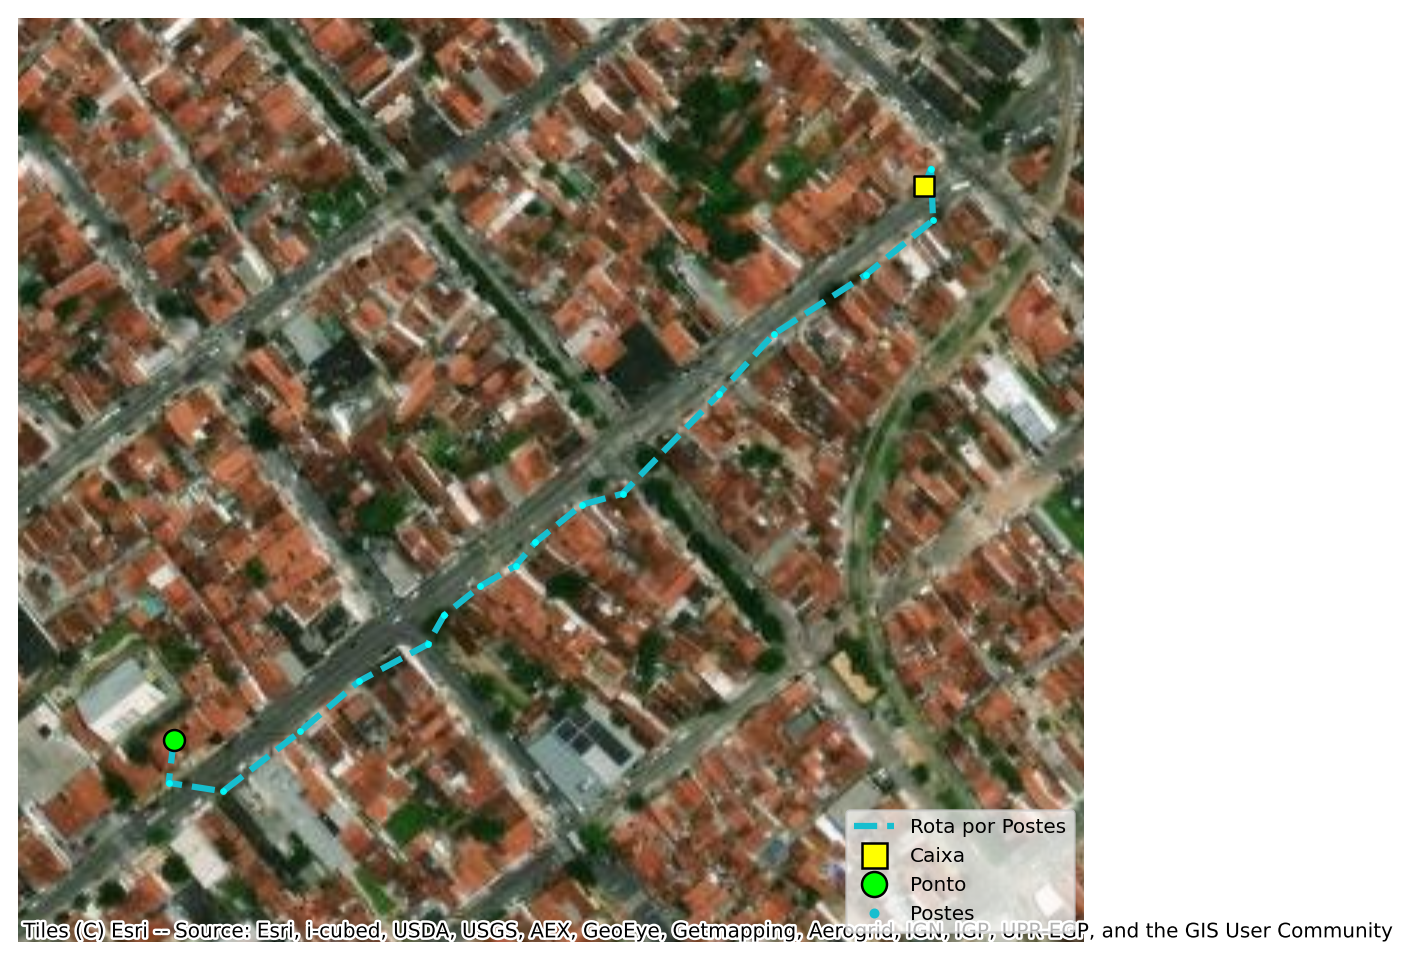 Rota por Postes
Caixa
Ponto
Postes
Tiles (C) Esri -- Source: Esri, i-cubed, USDA, USGS, AEX, GeoEye, Getmapping, Aerogrid, IGN, IGP, UPR-EGP, and the GIS User Community